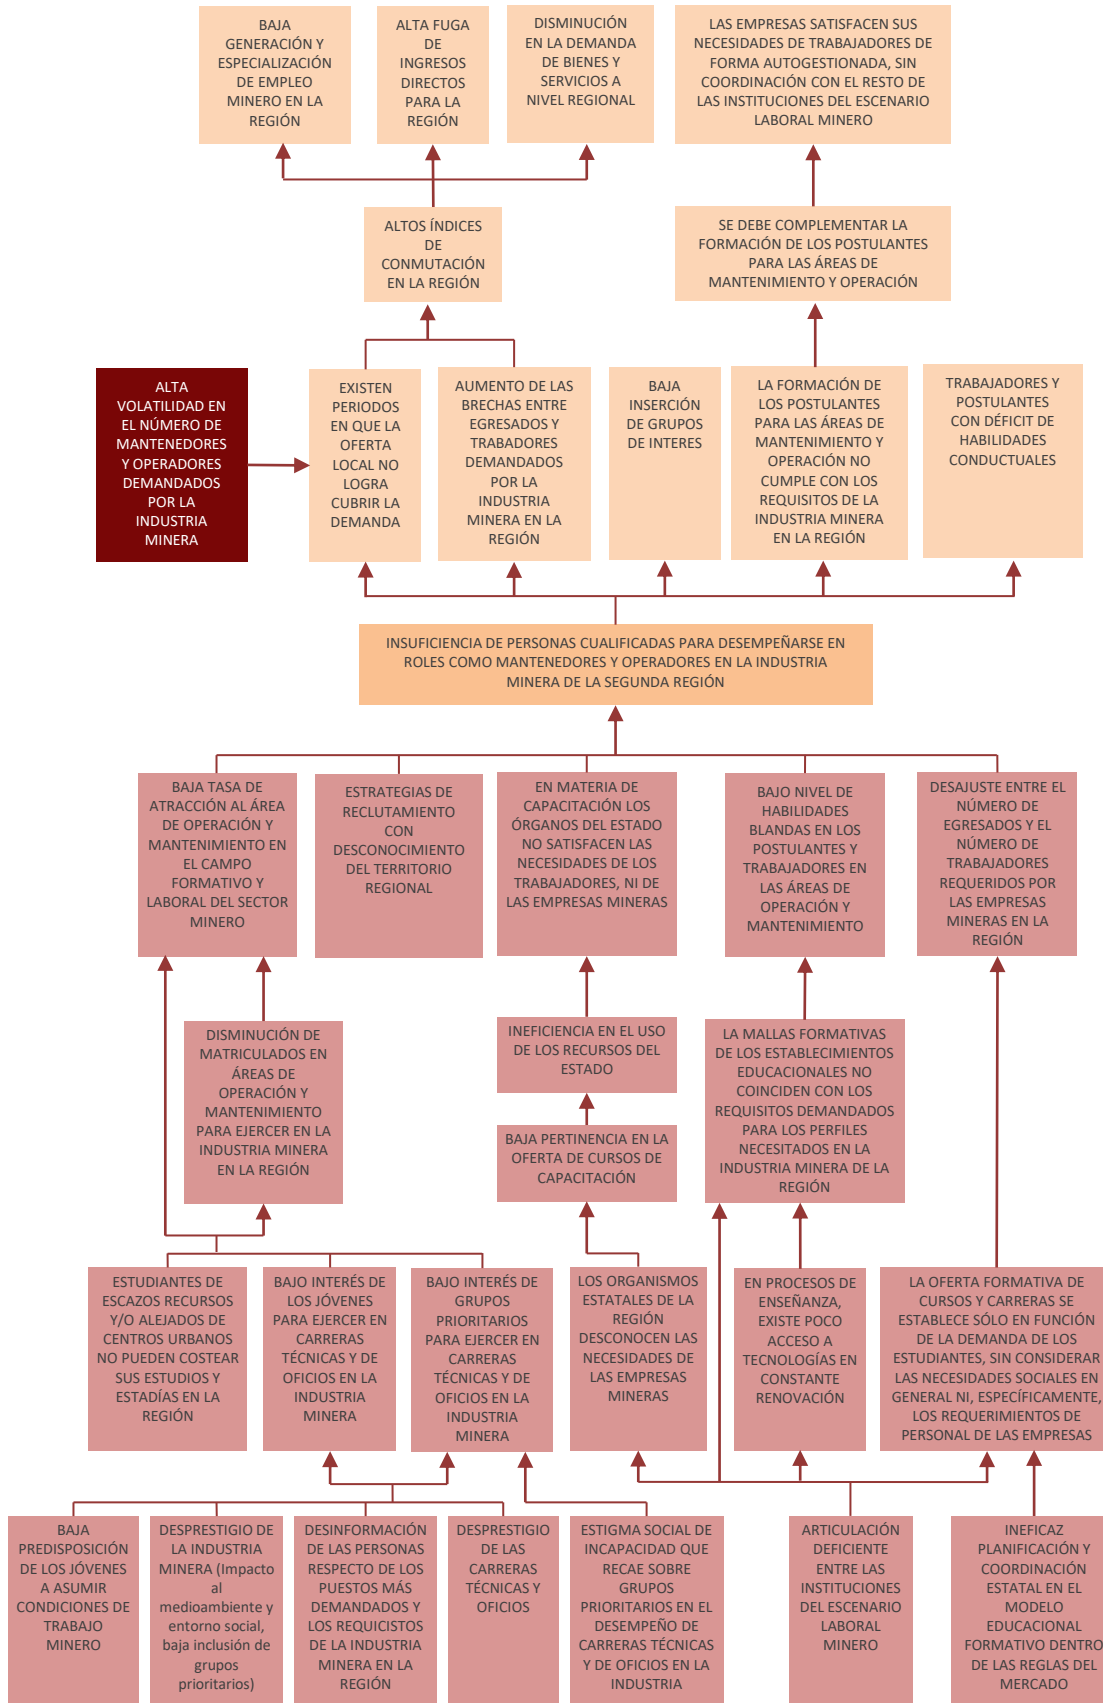 BAJA
GENERACIÓN Y
ESPECIALIZACIÓN
DE EMPLEO
MINERO EN LA
REGIÓN
ALTA FUGA
DE
INGRESOS
DIRECTOS
PARA LA
REGIÓN
DISMINUCIÓN
EN LA DEMANDA
DE BIENES Y
SERVICIOS A
NIVEL REGIONAL
LAS EMPRESAS SATISFACEN SUS
NECESIDADES DE TRABAJADORES DE
FORMA AUTOGESTIONADA, SIN
COORDINACIÓN CON EL RESTO DE
LAS INSTITUCIONES DEL ESCENARIO
LABORAL MINERO
ALTOS ÍNDICES
DE
CONMUTACIÓN
EN LA REGIÓN
SE DEBE COMPLEMENTAR LA
FORMACIÓN DE LOS POSTULANTES
PARA LAS ÁREAS DE
MANTENIMIENTO Y OPERACIÓN
ALTA
VOLATILIDAD EN
EL NÚMERO DE
MANTENEDORES
Y OPERADORES
DEMANDADOS
POR LA
INDUSTRIA
MINERA
EXISTEN
PERIODOS
EN QUE LA
OFERTA
LOCAL NO
LOGRA
CUBRIR LA
DEMANDA
AUMENTO DE LAS
BRECHAS ENTRE
EGRESADOS Y
TRABADORES
DEMANDADOS
POR LA
INDUSTRIA
MINERA EN LA
REGIÓN
BAJA
INSERCIÓN
DE GRUPOS
DE INTERES
LA FORMACIÓN DE
LOS POSTULANTES
PARA LAS ÁREAS DE
MANTENIMIENTO Y
OPERACIÓN NO
CUMPLE CON LOS
REQUISITOS DE LA
INDUSTRIA MINERA
EN LA REGIÓN
TRABAJADORES Y
POSTULANTES
CON DÉFICIT DE
HABILIDADES
CONDUCTUALES
INSUFICIENCIA DE PERSONAS CUALIFICADAS PARA DESEMPEÑARSE EN
ROLES COMO MANTENEDORES Y OPERADORES EN LA INDUSTRIA
MINERA DE LA SEGUNDA REGIÓN
BAJA TASA DE
ATRACCIÓN AL ÁREA
DE OPERACIÓN Y
MANTENIMIENTO EN
EL CAMPO
FORMATIVO Y
LABORAL DEL SECTOR
MINERO
ESTRATEGIAS DE
RECLUTAMIENTO
CON
DESCONOCIMIENTO
DEL TERRITORIO
REGIONAL
EN MATERIA DE
CAPACITACIÓN LOS
ÓRGANOS DEL ESTADO
NO SATISFACEN LAS
NECESIDADES DE LOS
TRABAJADORES, NI DE
LAS EMPRESAS MINERAS
BAJO NIVEL DE
HABILIDADES
BLANDAS EN LOS
POSTULANTES Y
TRABAJADORES EN
LAS ÁREAS DE
OPERACIÓN Y
MANTENIMIENTO
DESAJUSTE ENTRE EL
NÚMERO DE
EGRESADOS Y EL
NÚMERO DE
TRABAJADORES
REQUERIDOS POR
LAS EMPRESAS
MINERAS EN LA
REGIÓN
DISMINUCIÓN DE
MATRICULADOS EN
ÁREAS DE
OPERACIÓN Y
MANTENIMIENTO
PARA EJERCER EN LA
INDUSTRIA MINERA
EN LA REGIÓN
INEFICIENCIA EN EL USO
DE LOS RECURSOS DEL
ESTADO
BAJA PERTINENCIA EN LA
OFERTA DE CURSOS DE
CAPACITACIÓN
LA MALLAS FORMATIVAS
DE LOS ESTABLECIMIENTOS
EDUCACIONALES NO
COINCIDEN CON LOS
REQUISITOS DEMANDADOS
PARA LOS PERFILES
NECESITADOS EN LA
INDUSTRIA MINERA DE LA
REGIÓN
ESTUDIANTES DE
ESCAZOS RECURSOS
Y/O ALEJADOS DE
CENTROS URBANOS
NO PUEDEN COSTEAR
SUS ESTUDIOS Y
ESTADÍAS EN LA
REGIÓN
BAJO INTERÉS DE
LOS JÓVENES
PARA EJERCER EN
CARRERAS
TÉCNICAS Y DE
OFICIOS EN LA
INDUSTRIA
MINERA
BAJO INTERÉS DE
GRUPOS
PRIORITARIOS
PARA EJERCER EN
CARRERAS
TÉCNICAS Y DE
OFICIOS EN LA
INDUSTRIA
MINERA
LOS ORGANISMOS
ESTATALES DE LA
REGIÓN
DESCONOCEN LAS
NECESIDADES DE
LAS EMPRESAS
MINERAS
EN PROCESOS DE
ENSEÑANZA,
EXISTE POCO
ACCESO A
TECNOLOGÍAS EN
CONSTANTE
RENOVACIÓN
LA OFERTA FORMATIVA DE
CURSOS Y CARRERAS SE
ESTABLECE SÓLO EN FUNCIÓN
DE LA DEMANDA DE LOS
ESTUDIANTES, SIN CONSIDERAR
LAS NECESIDADES SOCIALES EN
GENERAL NI, ESPECÍFICAMENTE,
LOS REQUERIMIENTOS DE
PERSONAL DE LAS EMPRESAS
BAJA
PREDISPOSICIÓN
DE LOS JÓVENES
A ASUMIR
CONDICIONES DE
TRABAJO
MINERO
DESPRESTIGIO DE
LA INDUSTRIA
MINERA (Impacto
al
medioambiente y
entorno social,
baja inclusión de
grupos
prioritarios)
DESINFORMACIÓN
DE LAS PERSONAS
RESPECTO DE LOS
PUESTOS MÁS
DEMANDADOS Y
LOS REQUICISTOS
DE LA INDUSTRIA
MINERA EN LA
REGIÓN
DESPRESTIGIO
DE LAS
CARRERAS
TÉCNICAS Y
OFICIOS
ESTIGMA SOCIAL DE
INCAPACIDAD QUE
RECAE SOBRE
GRUPOS
PRIORITARIOS EN EL
DESEMPEÑO DE
CARRERAS TÉCNICAS
Y DE OFICIOS EN LA
INDUSTRIA
ARTICULACIÓN
DEFICIENTE
ENTRE LAS
INSTITUCIONES
DEL ESCENARIO
LABORAL
MINERO
INEFICAZ
PLANIFICACIÓN Y
COORDINACIÓN
ESTATAL EN EL
MODELO
EDUCACIONAL
FORMATIVO DENTRO
DE LAS REGLAS DEL
MERCADO